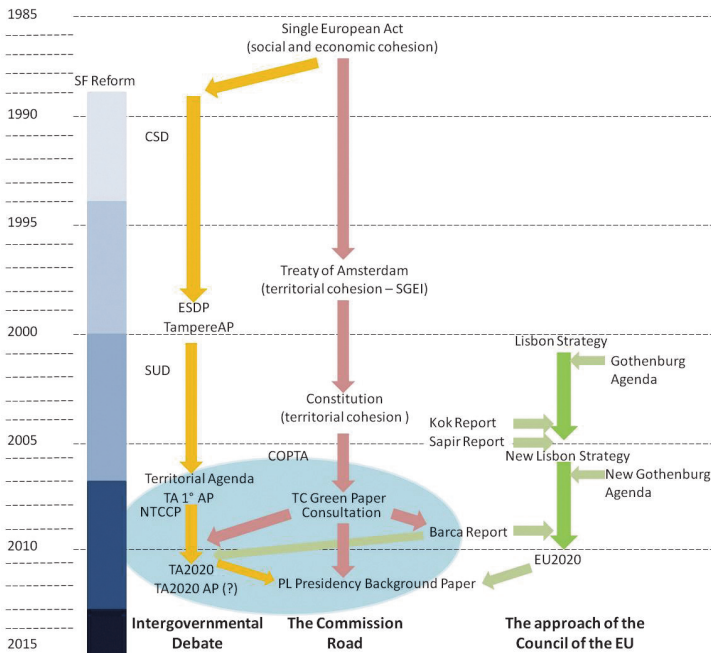 1985
Single European Act
(social and economic cohesion)
SF Reform
1990
CSD
1995
Treaty of Amsterdam
(territorial cohesion – SGEI)
ESDP
TampereAP
2000
Lisbon Strategy
Gothenburg
Agenda
SUD
Constitution
(territorial cohesion )
Kok Report
Sapir Report
2005
COPTA
New Lisbon Strategy
New Gothenburg
Agenda
Territorial Agenda
TA 1° AP
NTCCP
TC Green Paper
Consultation
Barca Report
2010
EU2020
TA2020
TA2020 AP (?)
PL Presidency Background Paper
Intergovernmental
Debate
The Commission
Road
The approach of the
Council of the EU
2015